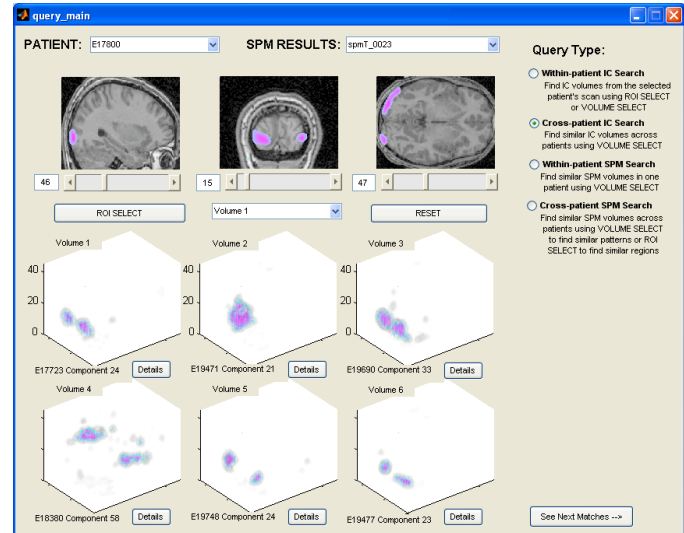 query_main
PATIENT: E17800 SPM RESULTS: spmT_0023
Query Type:
Within-patient IC Search
Find IC volumes from the selected
patient's scan using ROI SELECT
or VOLUME SELECT
Cross-patient IC Search
Find similar IC volumes across
patients using VOLUME SELECT
Within-patient SPM Search
Find similar SPM volumes in one
patient using VOLUME SELECT
Cross-patient SPM Search
Find similar SPM volumes across
patients using VOLUME SELECT
to find similar patterns or ROI
SELECT to find similar regions
46 15 47
ROI SELECT Volume 1 RESET
Volume 1 Volume 2 Volume 3
40 40 40
20 20 20
0 0 0
E17723 Component 24 Details E19471 Component 21 Details E19690 Component 33 Details
Volume 4 Volume 5 Volume 6
E18380 Component 58 Details E19748 Component 24 Details E19477 Component 23 Details
See Next Matches -->